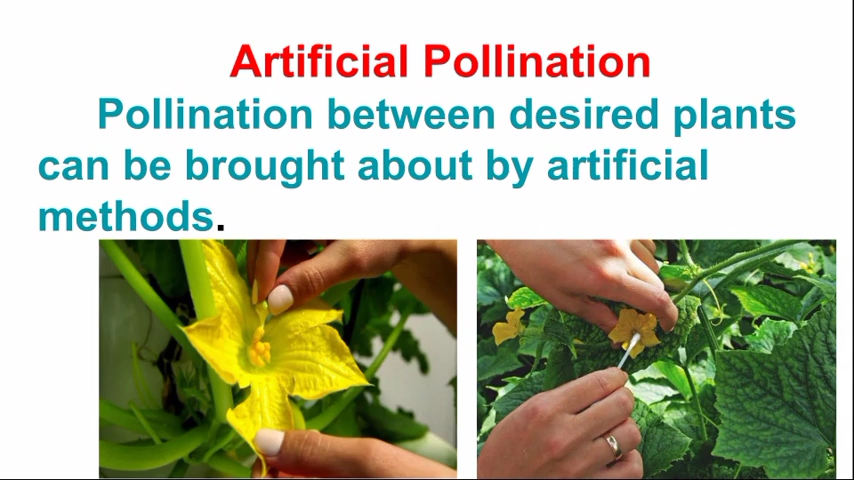 Artificial Pollination
Pollination between desired plants
can be brought about by artificial
methods.